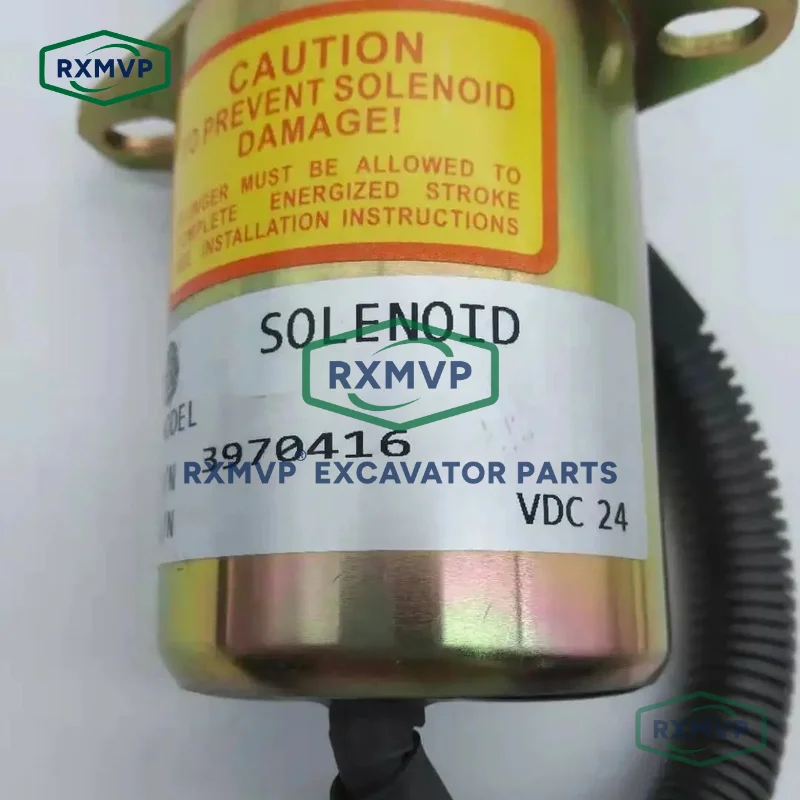 RXMVP
CAUTION
TO PREVENT SOLENOID
DAMAGE!
MUST BE ALLOWED TO
ENERGIZED STROKE
INSTALLATION INSTRUCTIONS
SOLENOID
RXMVP
3970416
RXMVP® EXCAVATOR PARTS
VDC 24
RXMVP